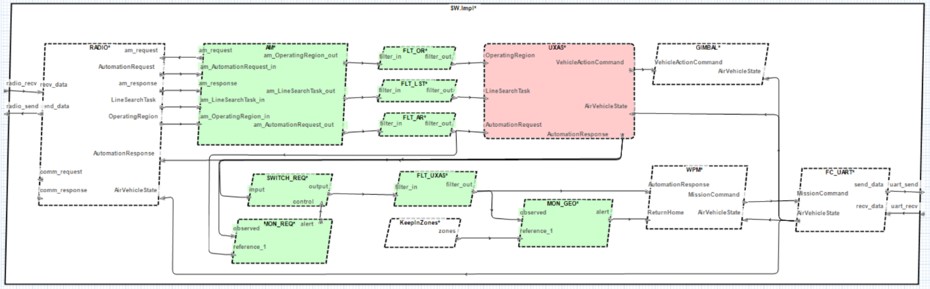 SW.Impl*
RADIO*
am_request
AutomationRequest
am_response
LineSearchTask
OperatingRegion
AutomationResponse
comm_request
comm_response
AirVehicleState
radio_recv
recv_data
radio_send
AM*
am_request
am_OperatingRegion_out
am_AutomationRequest_in
am_response
am_LineSearchTask_out
am_LineSearchTask_in
am_OperatingRegion_in
am_AutomationRequest_out
FLT_OR*
filter_in
filter_out
FLT_LST*
filter_in
filter_out
FLT_AR*
filter_in
filter_out
UXAS*
OperatingRegion
VehicleActionCommand
LineSearchTask
AirVehicleState
AutomationRequest
AutomationResponse
GIMBAL*
VehicleActionCommand
AirVehicleState
SWITCH_REQ*
input
output
control
MON_REQ*
alert
observed
reference_1
FLT_UXAS*
filter_in
filter_out
KeepInZones*
zones
MON_GEO*
observed
alert
reference_1
WPM*
AutomationResponse
MissionCommand
ReturnHome
AirVehicleState
FC_UART*
send_data
MissionCommand
recv_data
AirVehicleState
uart_send
uart_recv